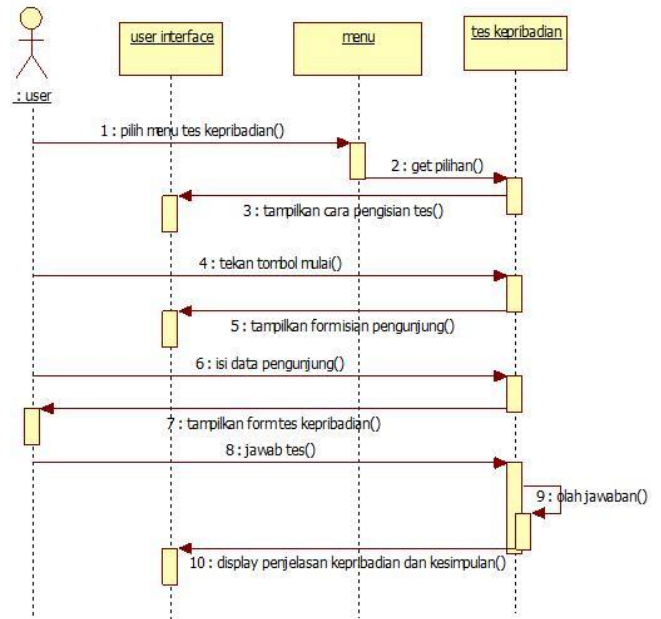 user interface
menu
tes kepribadian
: user
1 : pilih menu tes kepribadian()
2 : get pilihan()
3 : tampilkan cara pengisian tes()
4 : tekan tombol mulai()
5 : tampilkan formisian pengunjung()
6 : isi data pengunjung()
7 : tampilkan formtes kepribadian()
8 : jawab tes()
9 : olah jawaban()
10 : display penjelasan kepribadian dan kesimpulan()